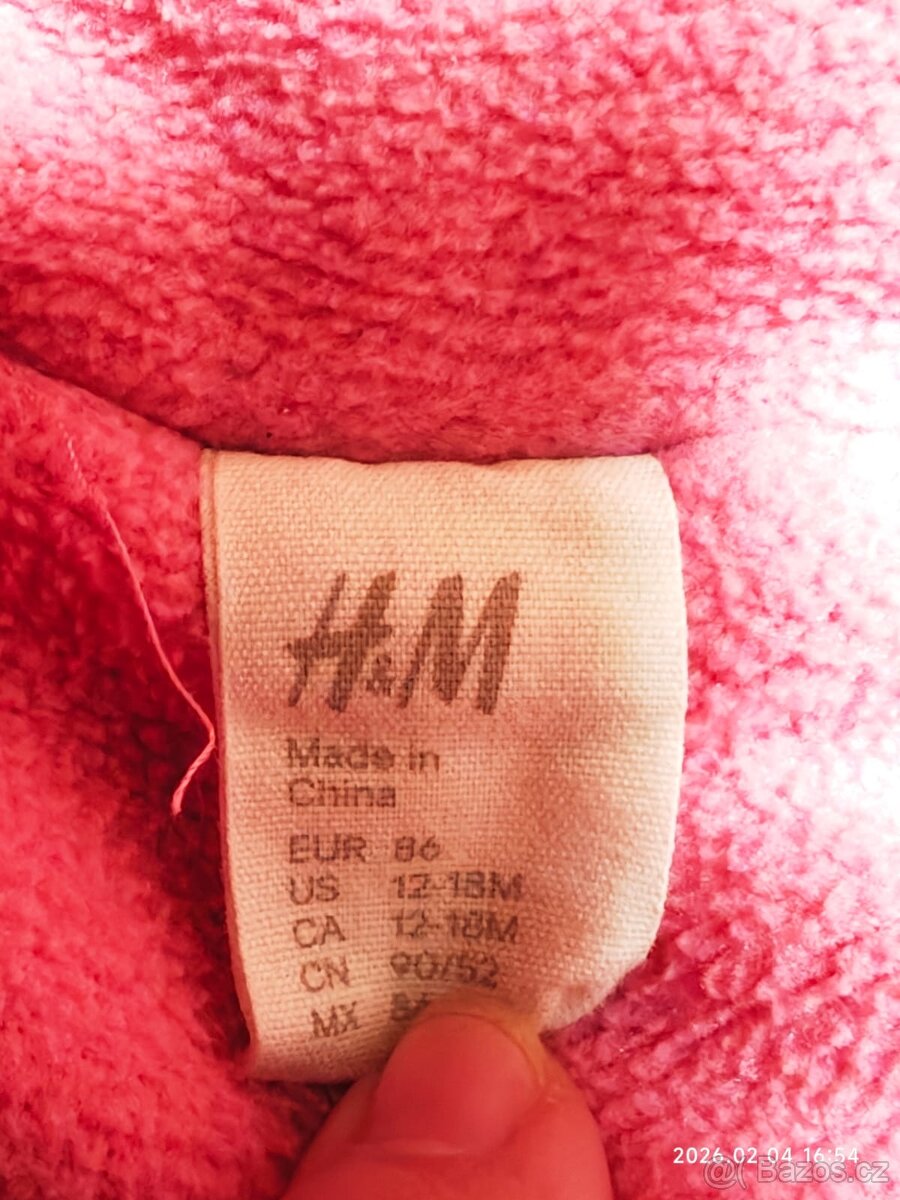 H&M
Made in
China
EUR 86
US 12-18M
CA 12-18M
CN 90/52
MX
2026.02.04 16:54
@ Bazos.cz